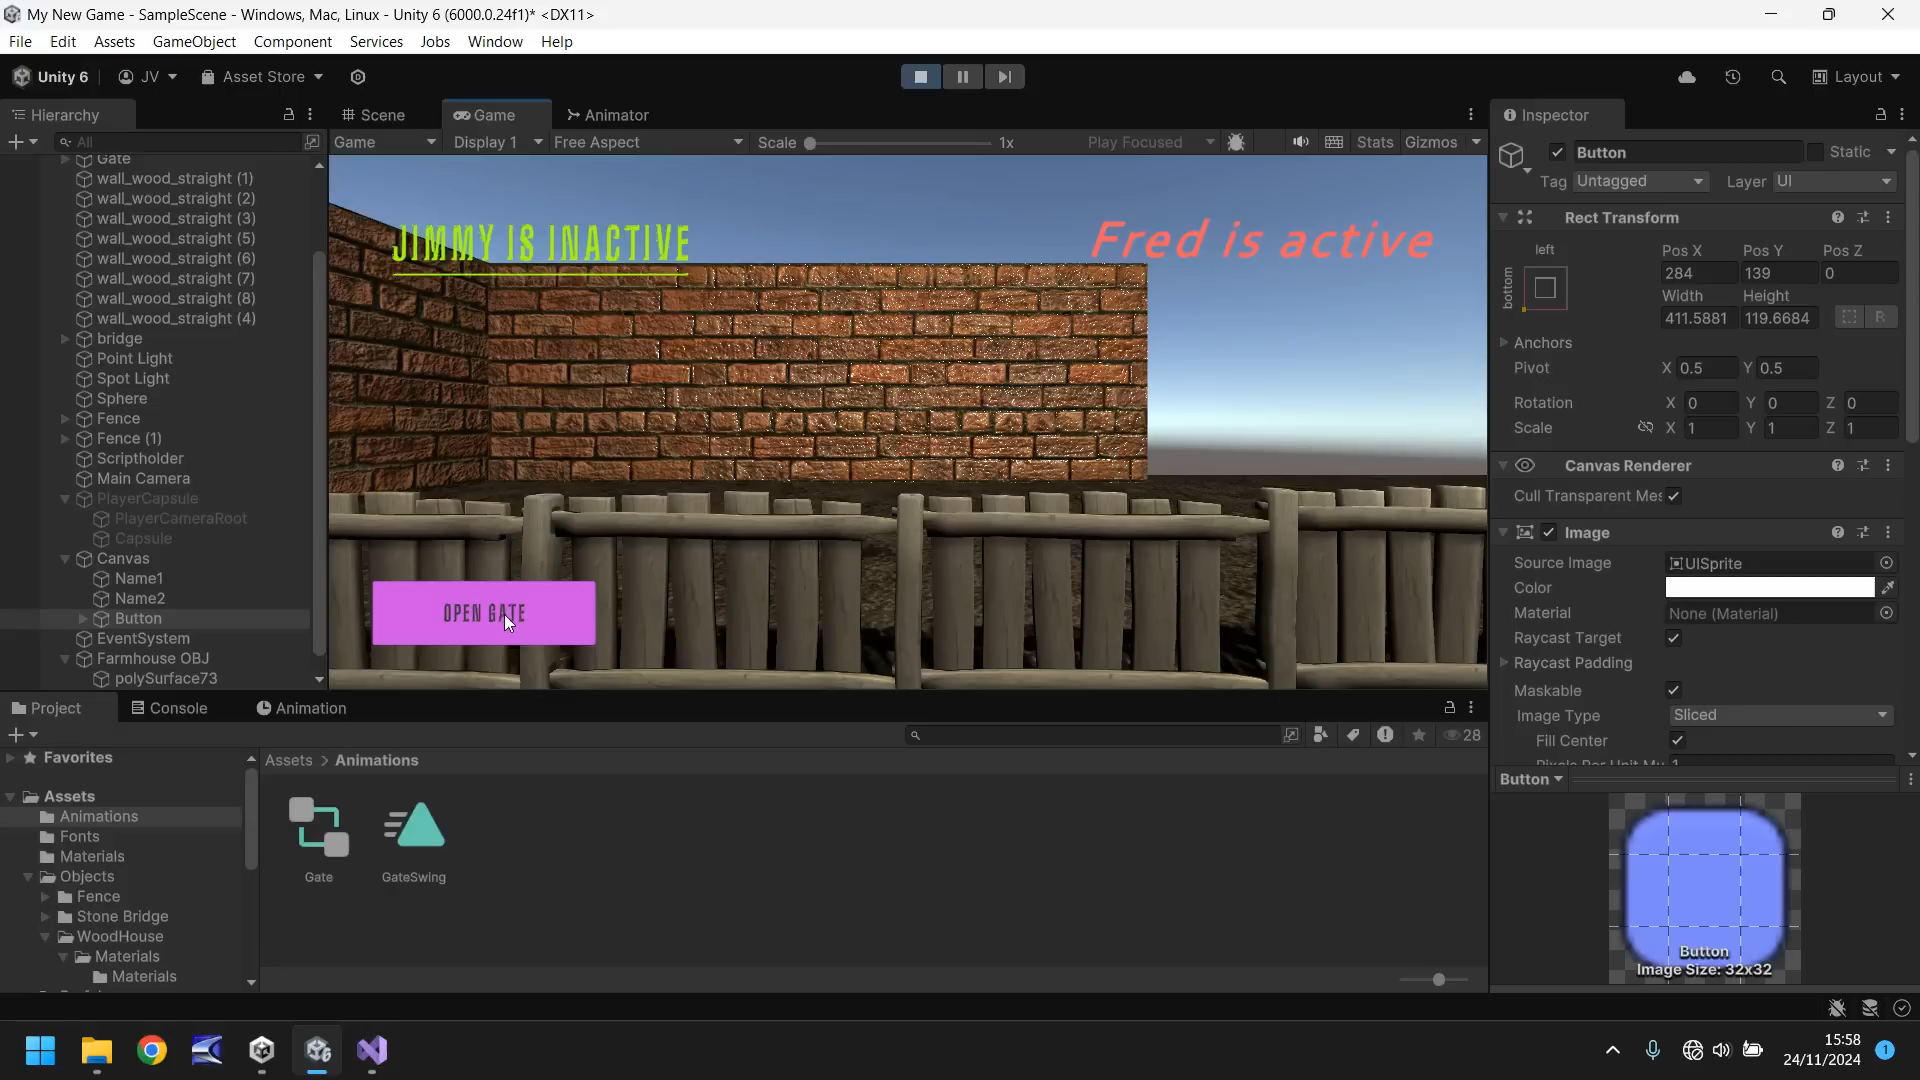 My New Game - SampleScene - Windows, Mac, Linux - Unity 6 (6000.0.24f1)* <DX11>
File Edit Assets GameObject Component Services Jobs Window Help
Unity 6 JV Asset Store Layout
Hierarchy
All
Gate
wall_wood_straight (1)
wall_wood_straight (2)
wall_wood_straight (3)
wall_wood_straight (5)
wall_wood_straight (6)
wall_wood_straight (7)
wall_wood_straight (8)
wall_wood_straight (4)
bridge
Point Light
Spot Light
Sphere
Fence
Fence (1)
Scriptholder
Main Camera
PlayerCapsule
PlayerCameraRoot
Capsule
Canvas
Name1
Name2
Button
EventSystem
Farmhouse OBJ
polySurface73
Scene Game Animator
Game Display 1 Free Aspect Scale 1x Play Focused Stats Gizmos
JIMMY IS INACTIVE
Fred is active
OPEN GATE
Inspector
Button Static
Tag Untagged Layer UI
Rect Transform
left
bottom
Pos X Pos Y Pos Z
284 139 0
Width Height
411.5881 119.6684 R
Anchors
Pivot X 0.5 Y 0.5
Rotation X 0 Y 0 Z 0
Scale X 1 Y 1 Z 1
Canvas Renderer
Cull Transparent Mes
Image
Source Image UISprite
Color
Material None (Material)
Raycast Target
Raycast Padding
Maskable
Image Type Sliced
Fill Center
Pixels Per Unit Mu 1
Button
Button
Image Size: 32x32
Project Console Animation
28
Favorites
Assets
Animations
Fonts
Materials
Objects
Fence
Stone Bridge
WoodHouse
Materials
Materials
Assets > Animations
Gate GateSwing
15:58
24/11/2024
1